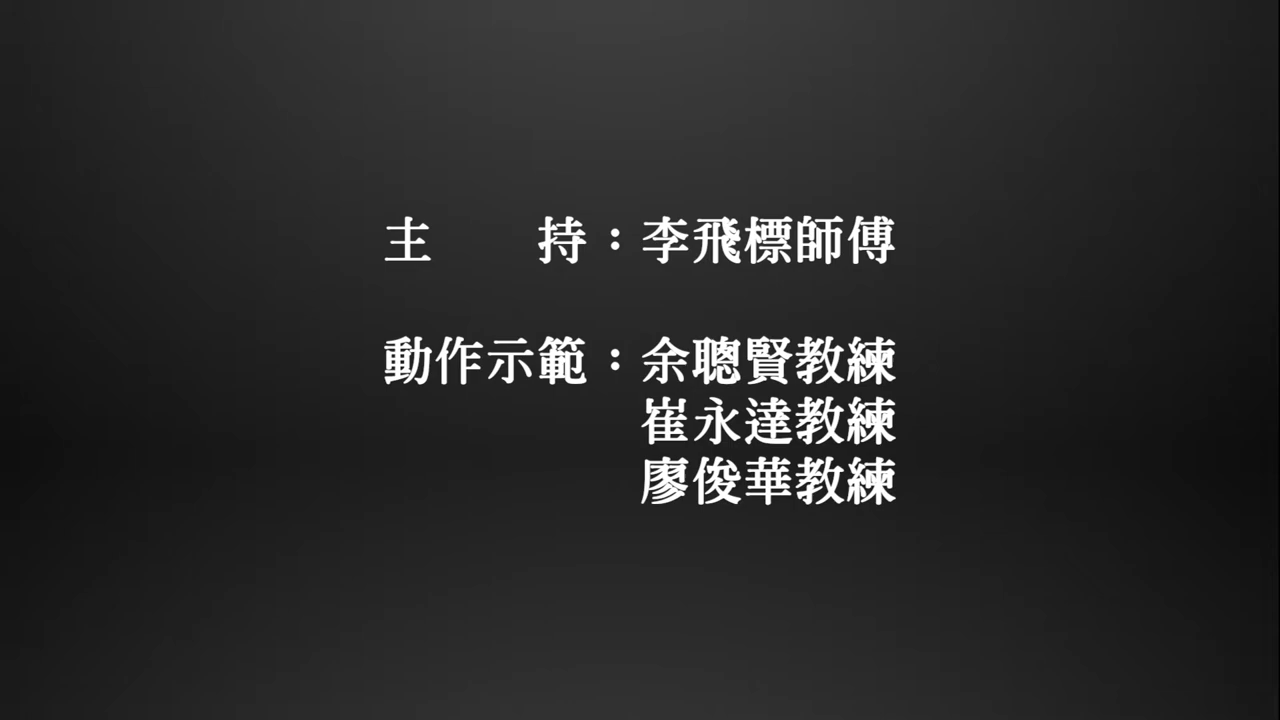 主　　持：李飛標師傅
動作示範：余聰賢教練
崔永達教練
廖俊華教練